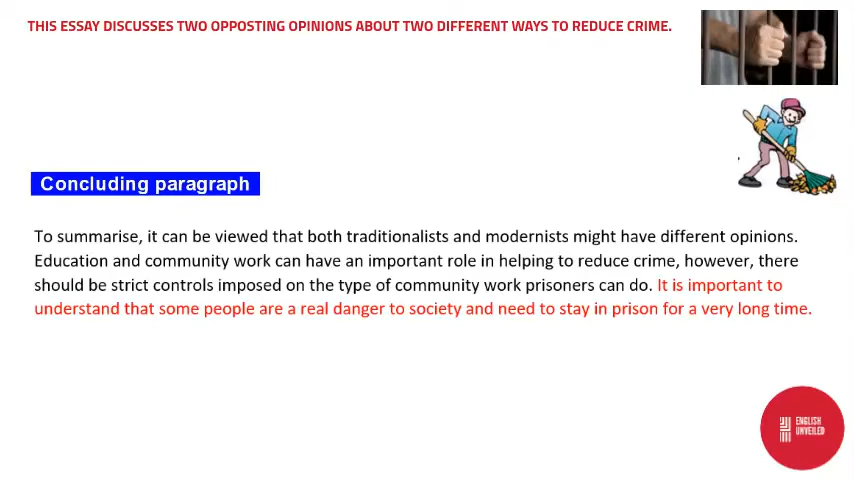 THIS ESSAY DISCUSSES TWO OPPOSTING OPINIONS ABOUT TWO DIFFERENT WAYS TO REDUCE CRIME.
Concluding paragraph
To summarise, it can be viewed that both traditionalists and modernists might have different opinions.
Education and community work can have an important role in helping to reduce crime, however, there
should be strict controls imposed on the type of community work prisoners can do. It is important to
understand that some people are a real danger to society and need to stay in prison for a very long time.
ENGLISH
UNVEILED